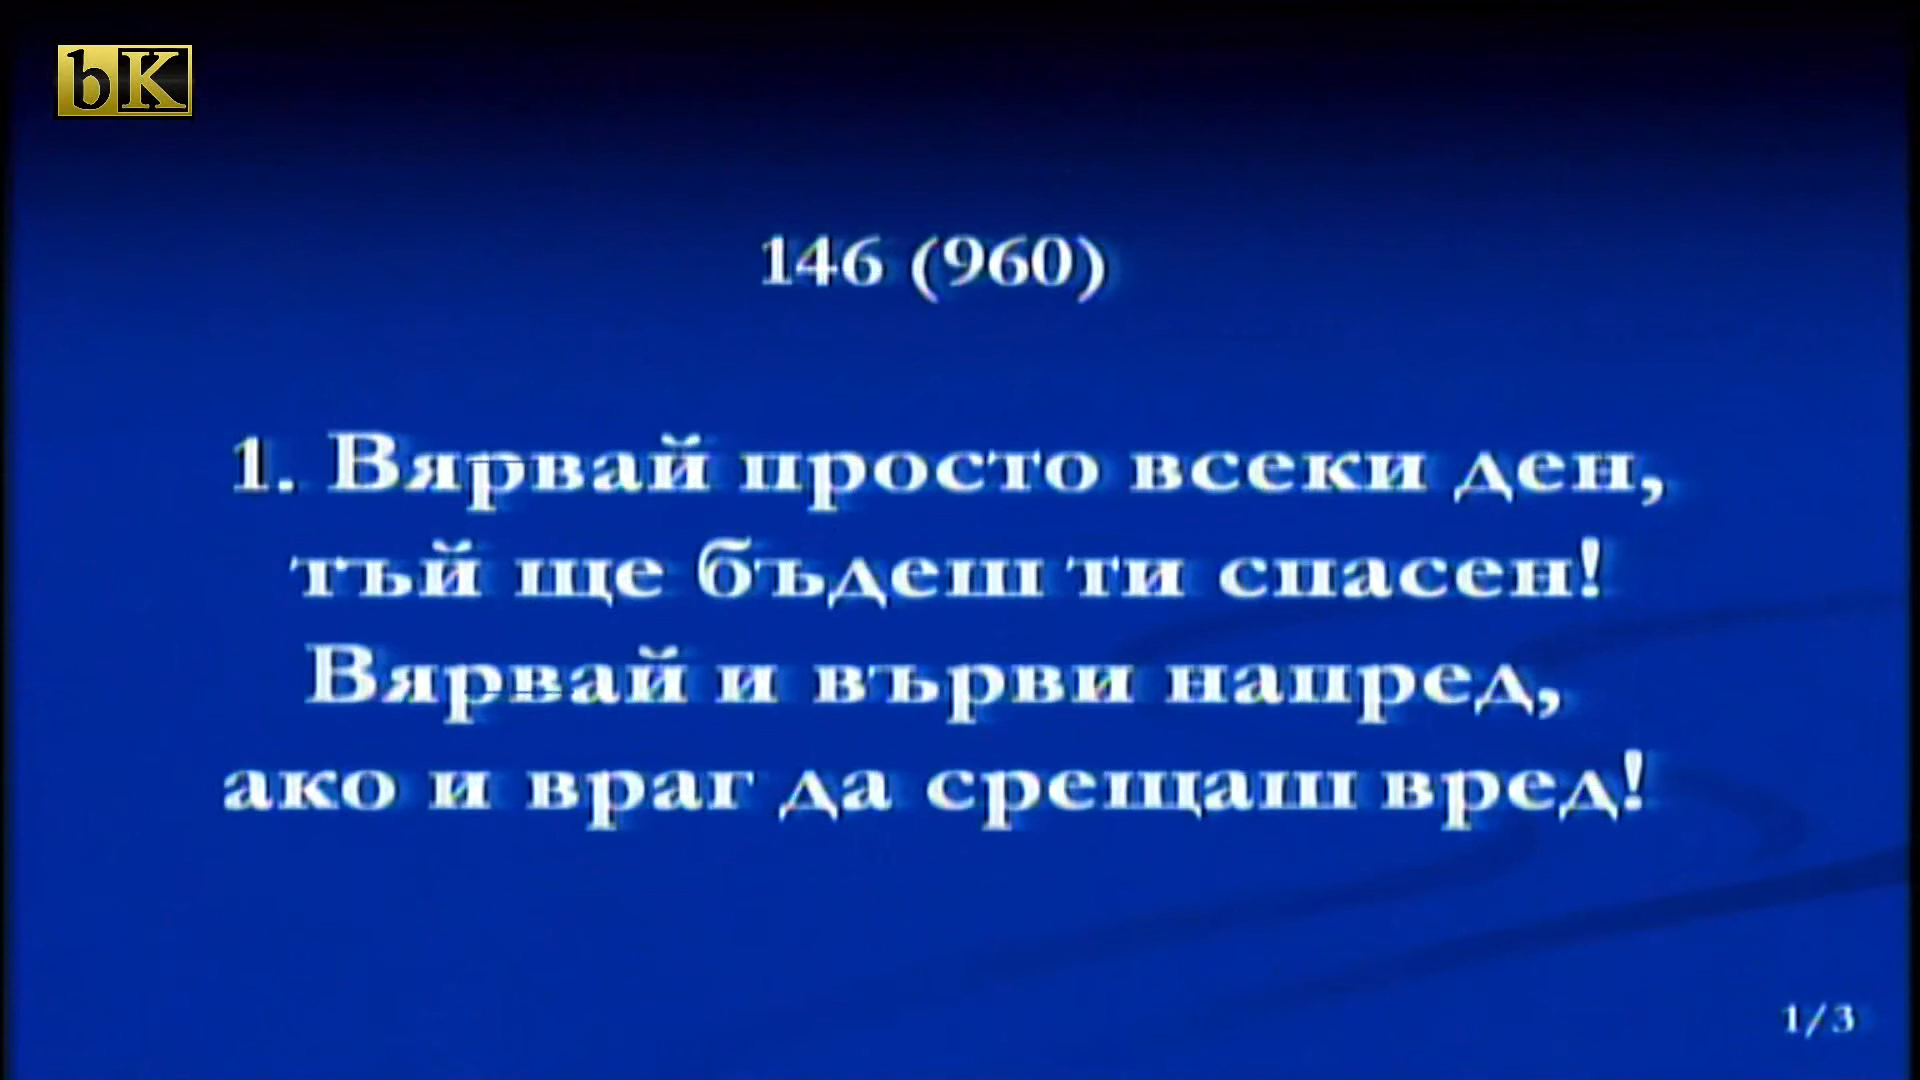 bK
146 (960)
1. Вярвай просто всеки ден,
тъй ще бъдеш ти спасен!
Вярвай и върви напред,
ако и враг да срещаш вред!
1/3